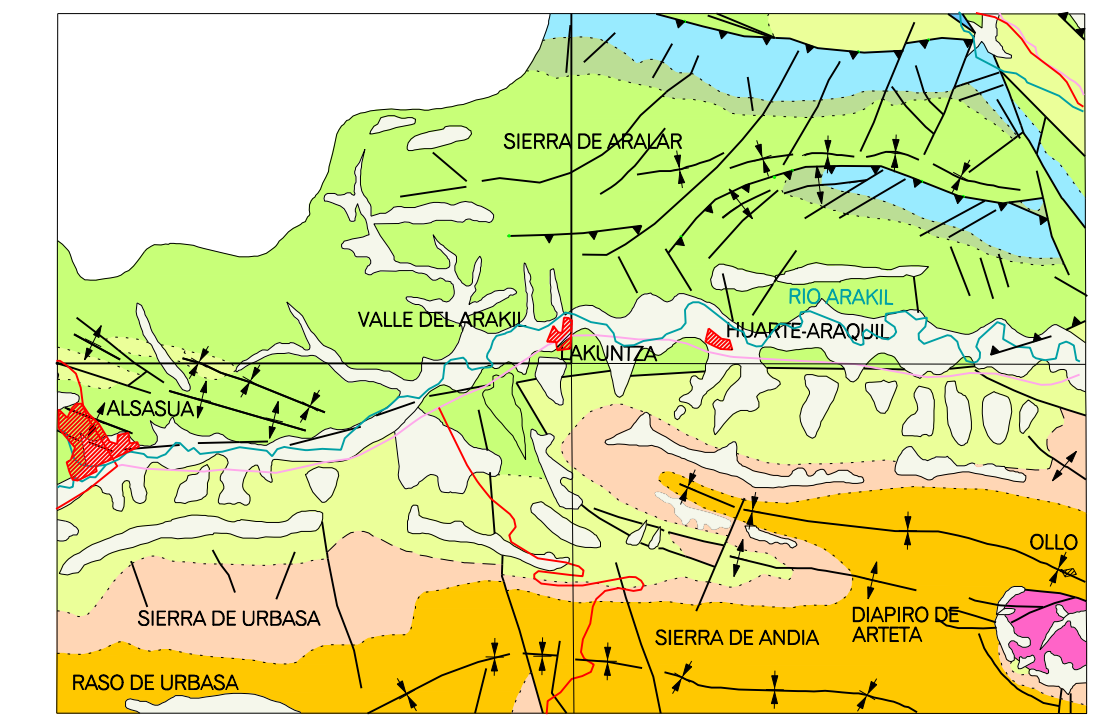 SIERRA DE ARALAR
RIO ARAKIL
VALLE DEL ARAKIL
HUARTE-ARAQUIL
LAKUNTZA
ALSASUA
OLLO
SIERRA DE URBASA
DIAPIRO DE
ARTETA
SIERRA DE ANDIA
RASO DE URBASA